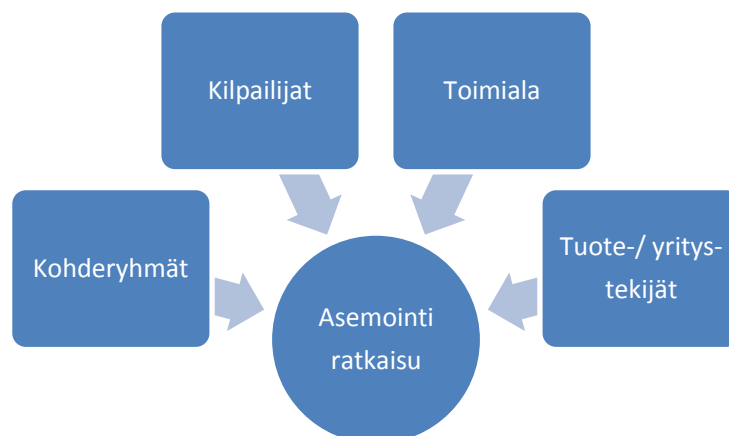 Kilpailijat
Toimiala
Kohderyhmät
Tuote-/ yritys-
tekijät
Asemointi
ratkaisu